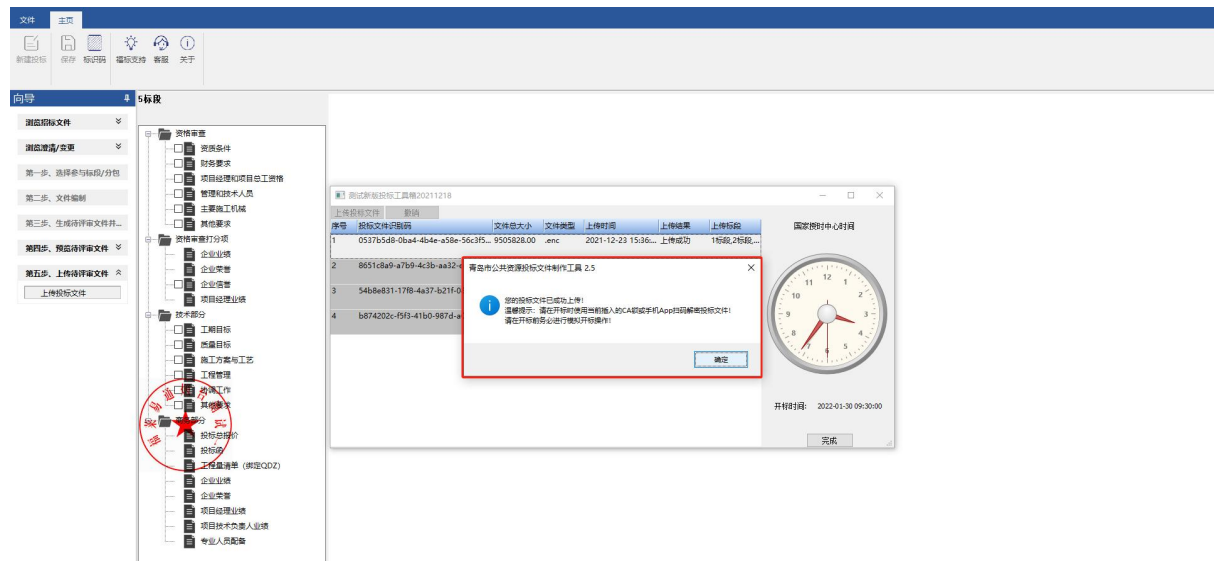 文件 主页
新建投标 保存 标识码 福标支持 客服 关于
向导
5标段
浏览招标文件
浏览澄清/变更
第一步、选择参与标段/分包
第二步、文件编制
第三步、生成待评审文件并...
第四步、预览待评审文件
第五步、上传待评审文件
上传投标文件
资格审查
资质条件
财务要求
项目经理和项目总工资格
管理和技术人员
主要施工机械
其他要求
资格审查打分项
企业业绩
企业荣誉
企业信誉
项目经理业绩
技术部分
工期目标
质量目标
施工方案与工艺
工程管理
协调工作
其他要求
投标总报价
投标函
工程量清单 (绑定QDZ)
企业业绩
企业荣誉
项目经理业绩
项目技术负责人业绩
专业人员配备
测试新版投标工具箱20211218
上传投标文件 撤销
序号 投标文件识别码 文件总大小 文件类型 上传时间 上传结果 上传标段
1 0537b5d8-0ba4-4b4e-a58e-56c3f5... 9505828.00 .enc 2021-12-23 15:36:... 上传成功 1标段,2标段,...
2 8651c8a9-a7b9-4c3b-aa32-
3 54b8e831-17f8-4a37-b21f-0
4 b874202c-f5f3-41b0-987d-a
青岛市公共资源投标文件制作工具 2.5
您的投标文件已成功上传!
温馨提示: 请在开标时使用当前插入的CA锁或手机App扫码解密投标文件!
请在开标前务必进行模拟开标操作!
确定
国家授时中心时间
12 1 2 3 4 5 6 7 8 9 10 11
开标时间: 2022-01-30 09:30:00
完成